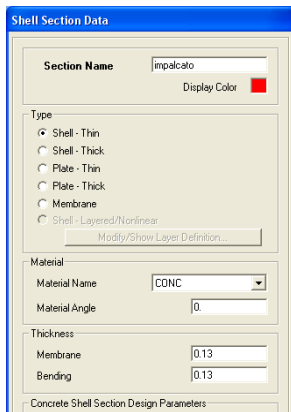 Shell Section Data
Section Name impalcato
Display Color
Type
Shell - Thin
Shell - Thick
Plate - Thin
Plate - Thick
Membrane
Shell - Layered/Nonlinear
Modify/Show Layer Definition...
Material
Material Name CONC
Material Angle 0.
Thickness
Membrane 0.13
Bending 0.13
Concrete Shell Section Design Parameters